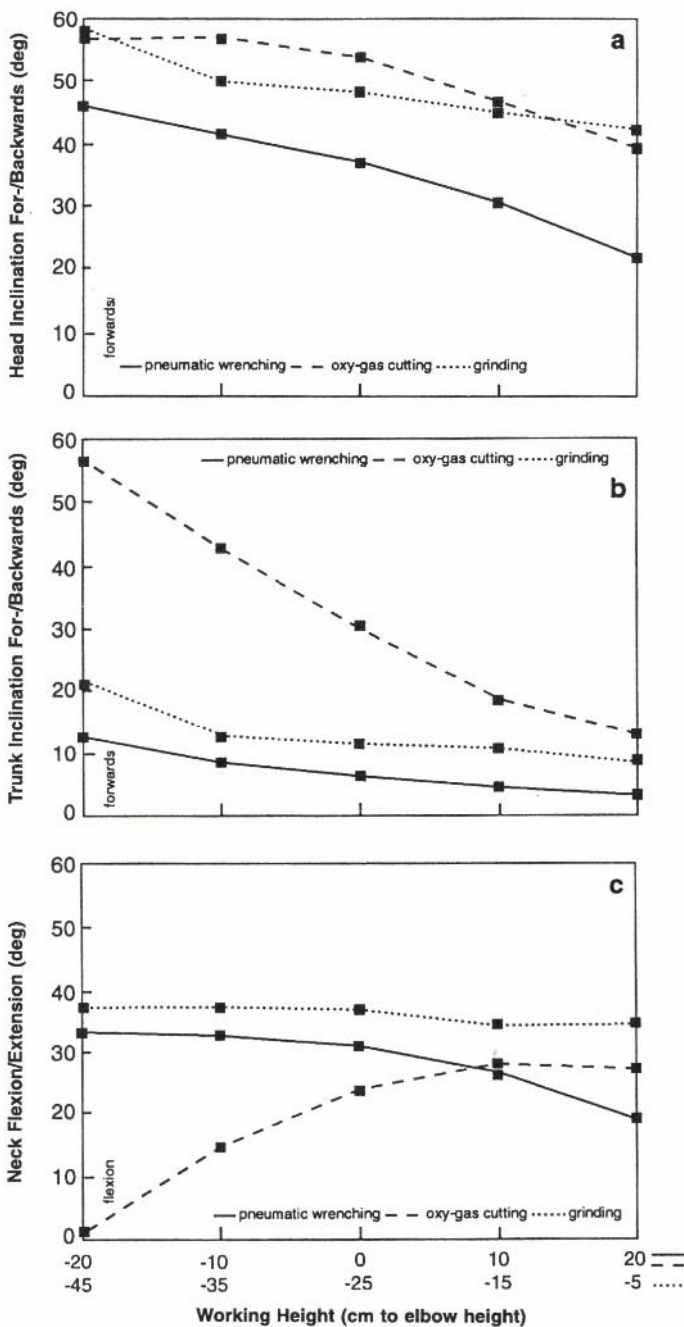 60
a
50
40
30
20
10
0
Head Inclination For-/Backwards (deg)
forwards/
pneumatic wrenching oxy-gas cutting grinding
60
pneumatic wrenching oxy-gas cutting grinding
b
50
40
30
20
10
0
Trunk Inclination For-/Backwards (deg)
forwards
60
c
50
40
30
20
10
0
Neck Flexion/Extension (deg)
flexion
pneumatic wrenching oxy-gas cutting grinding
-20 -10 0 10 20
-45 -35 -25 -15 -5
Working Height (cm to elbow height)